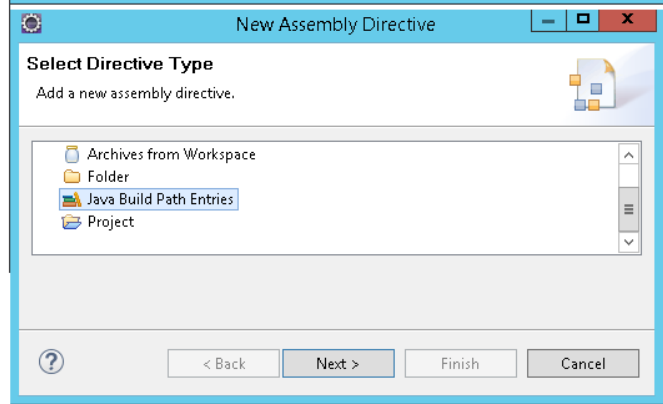 New Assembly Directive
Select Directive Type
Add a new assembly directive.
Archives from Workspace
Folder
Java Build Path Entries
Project
< Back Next > Finish Cancel